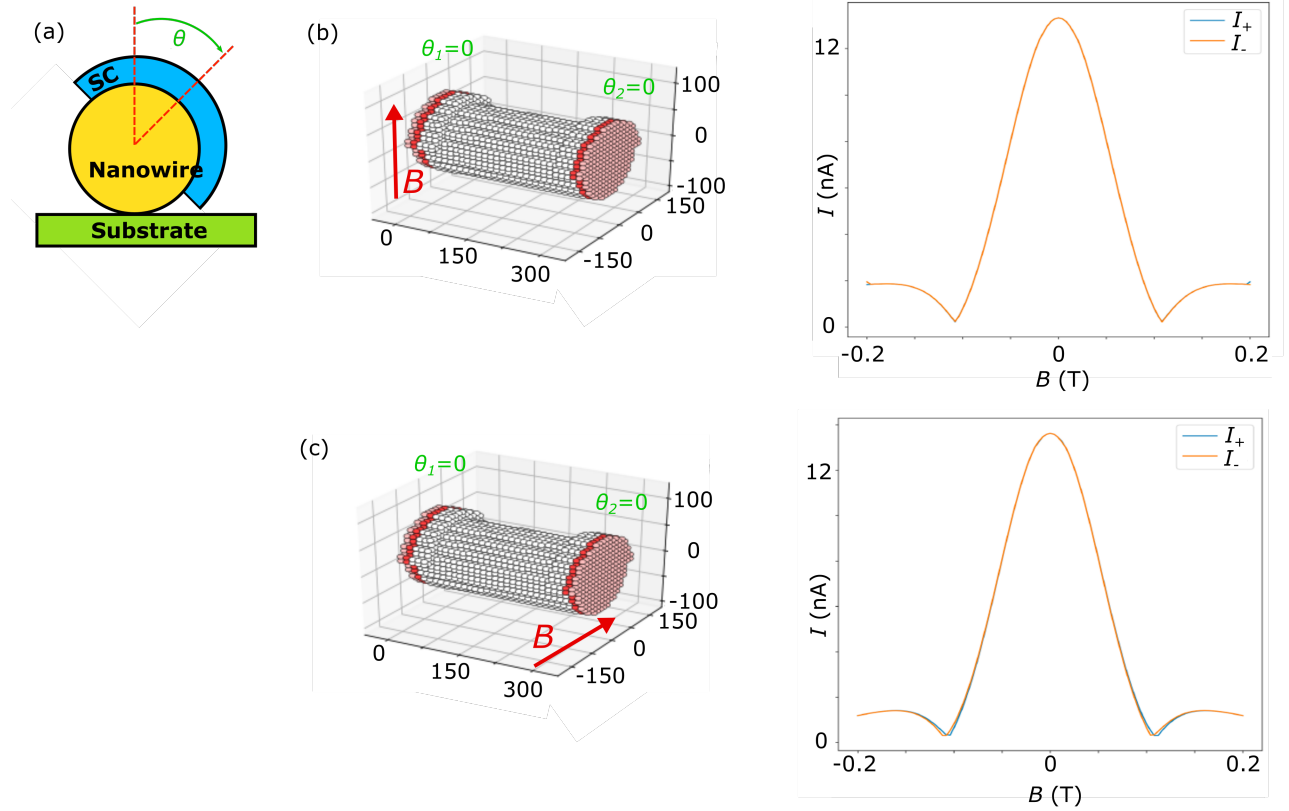 (a)
θ
SC
Nanowire
Substrate
(b)
θ1=0
θ2=0
B
100
0
-100
150
0
-150
0
150
300
I+
I-
12
0
I (nA)
-0.2
0
0.2
B (T)
(c)
θ1=0
θ2=0
B
100
0
-100
150
0
-150
0
150
300
I+
I-
12
0
I (nA)
-0.2
0
0.2
B (T)